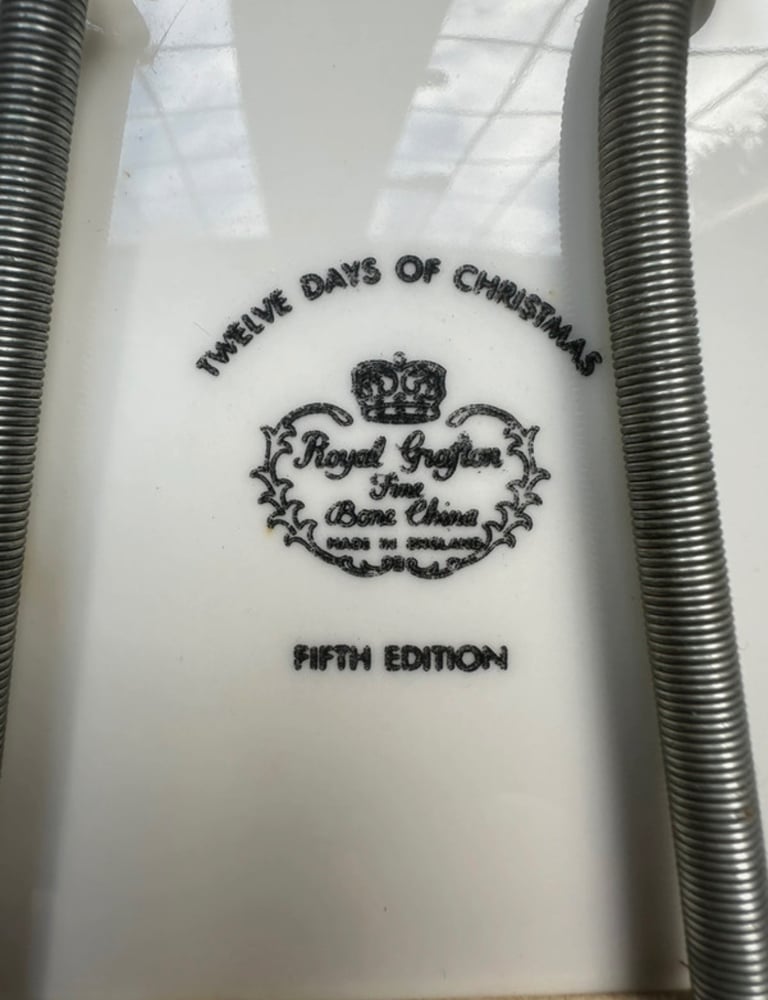 TWELVE DAYS OF CHRISTMAS
Royal Grafton
Fine
Bone China
MADE IN ENGLAND
FIFTH EDITION